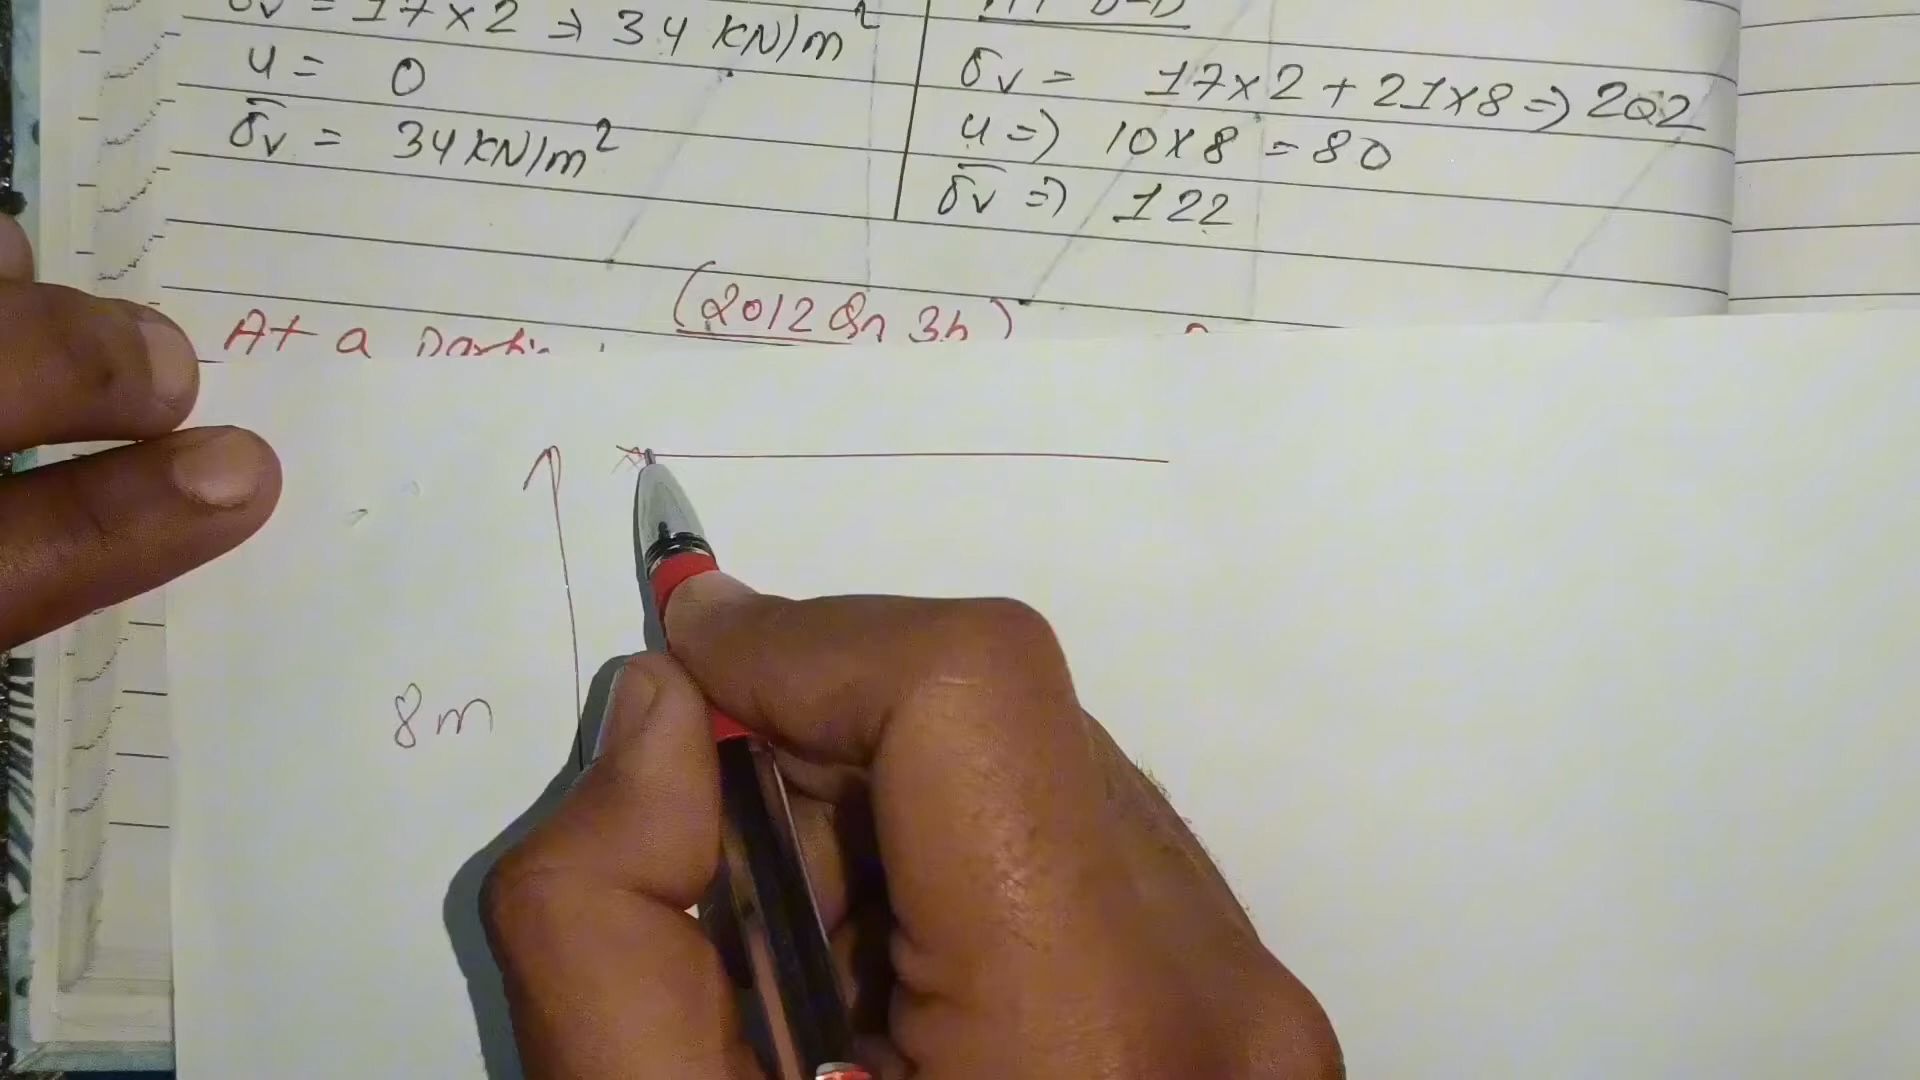 σv = 17×2 ⇒ 34 KN/m²
u = 0
σ̅v = 34 KN/m²
σv = 17×2 + 21×8 ⇒ 202
u ⇒ 10×8 = 80
σ̅v ⇒ 122
(2012 Qn 3b)
At a
8m